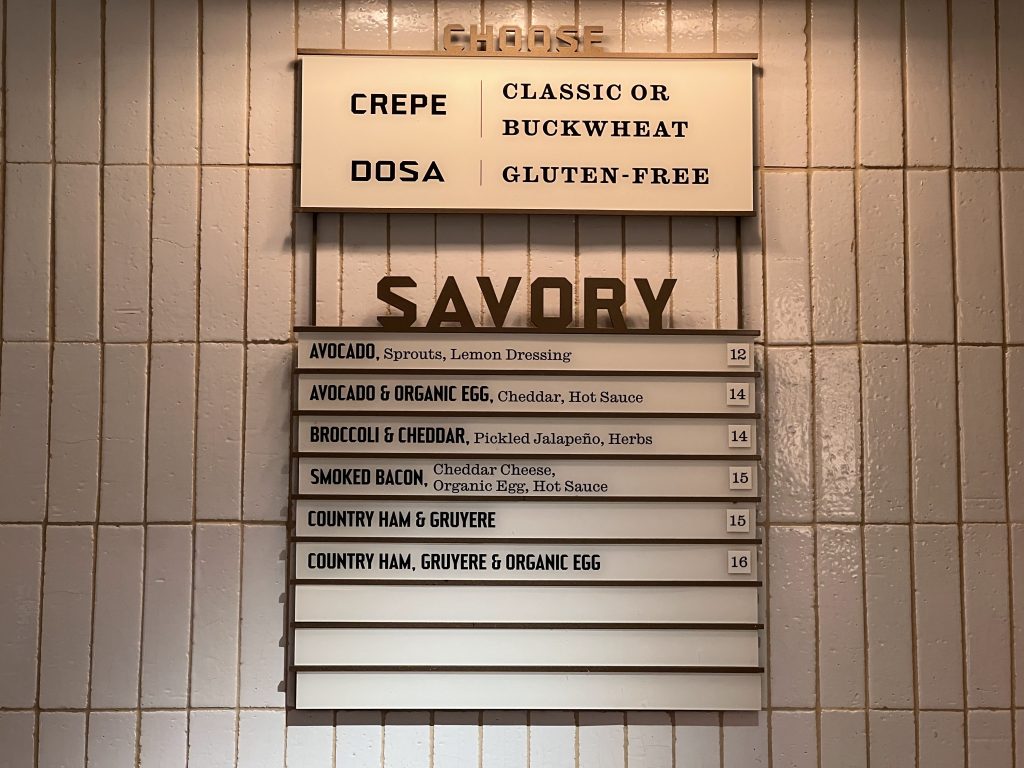 CHOOSE
CREPE CLASSIC OR
BUCKWHEAT
DOSA GLUTEN-FREE
SAVORY
AVOCADO, Sprouts, Lemon Dressing 12
AVOCADO & ORGANIC EGG, Cheddar, Hot Sauce 14
BROCCOLI & CHEDDAR, Pickled Jalapeño, Herbs 14
SMOKED BACON, Cheddar Cheese,
Organic Egg, Hot Sauce 15
COUNTRY HAM & GRUYERE 15
COUNTRY HAM, GRUYERE & ORGANIC EGG 16